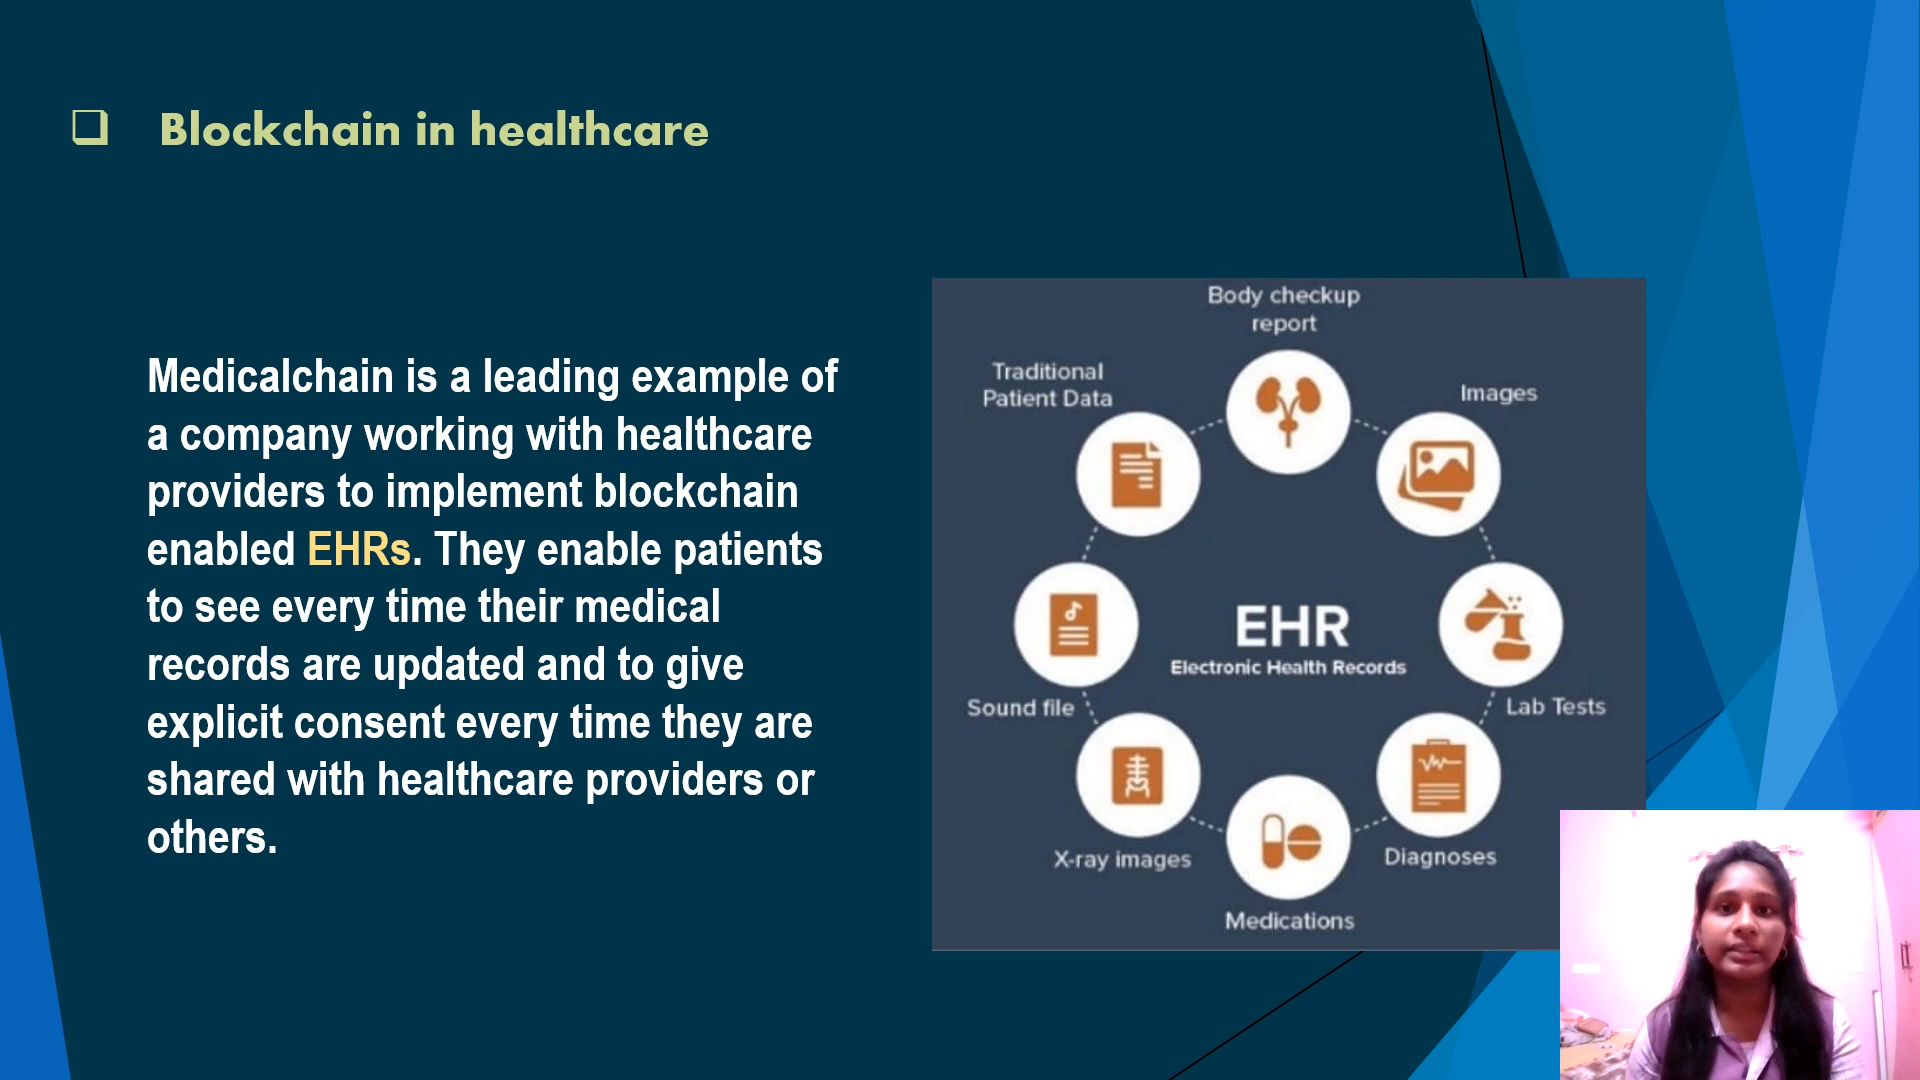 Blockchain in healthcare
Medicalchain is a leading example of
a company working with healthcare
providers to implement blockchain
enabled EHRs. They enable patients
to see every time their medical
records are updated and to give
explicit consent every time they are
shared with healthcare providers or
others.
Body checkup
report
Traditional
Patient Data
Images
EHR
Electronic Health Records
Sound file
Lab Tests
X-ray images
Diagnoses
Medications